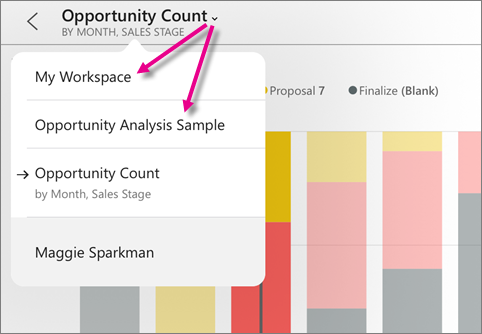 Opportunity Count
BY MONTH, SALES STAGE
My Workspace
Proposal 7
Finalize (Blank)
Opportunity Analysis Sample
Opportunity Count
by Month, Sales Stage
Maggie Sparkman